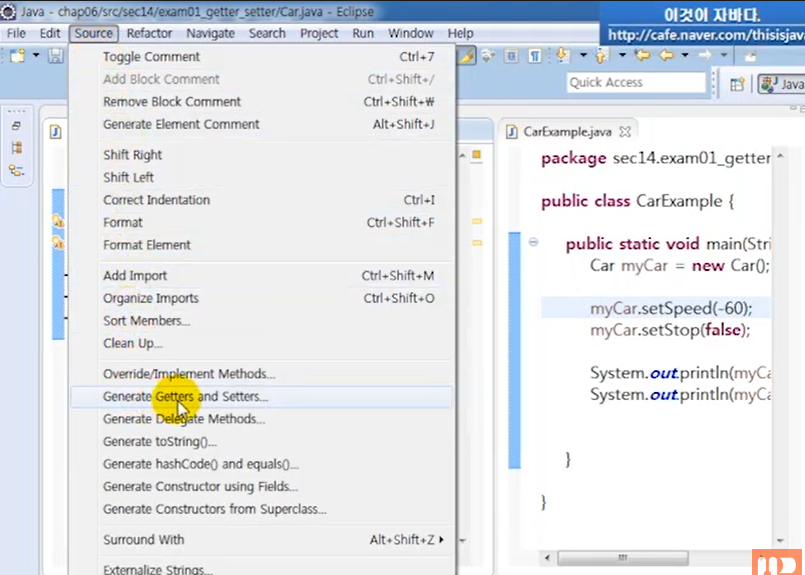 Java - chap06/src/sec14/exam01_getter_setter/Car.java - Eclipse
이것이 자바다.
http://cafe.naver.com/thisisjava
File Edit Source Refactor Navigate Search Project Run Window Help
Quick Access
Java
Toggle Comment Ctrl+7
Add Block Comment Ctrl+Shift+/
Remove Block Comment Ctrl+Shift+₩
Generate Element Comment Alt+Shift+J
Shift Right
Shift Left
Correct Indentation Ctrl+I
Format Ctrl+Shift+F
Format Element
Add Import Ctrl+Shift+M
Organize Imports Ctrl+Shift+O
Sort Members...
Clean Up...
Override/Implement Methods...
Generate Getters and Setters...
Generate Delegate Methods...
Generate toString()...
Generate hashCode() and equals()...
Generate Constructor using Fields...
Generate Constructors from Superclass...
Surround With Alt+Shift+Z
Externalize Strings...
CarExample.java
package sec14.exam01_getter
public class CarExample {
public static void main(Stri
Car myCar = new Car();
myCar.setSpeed(-60);
myCar.setStop(false);
System.out.println(myCa
System.out.println(myCa
}
}